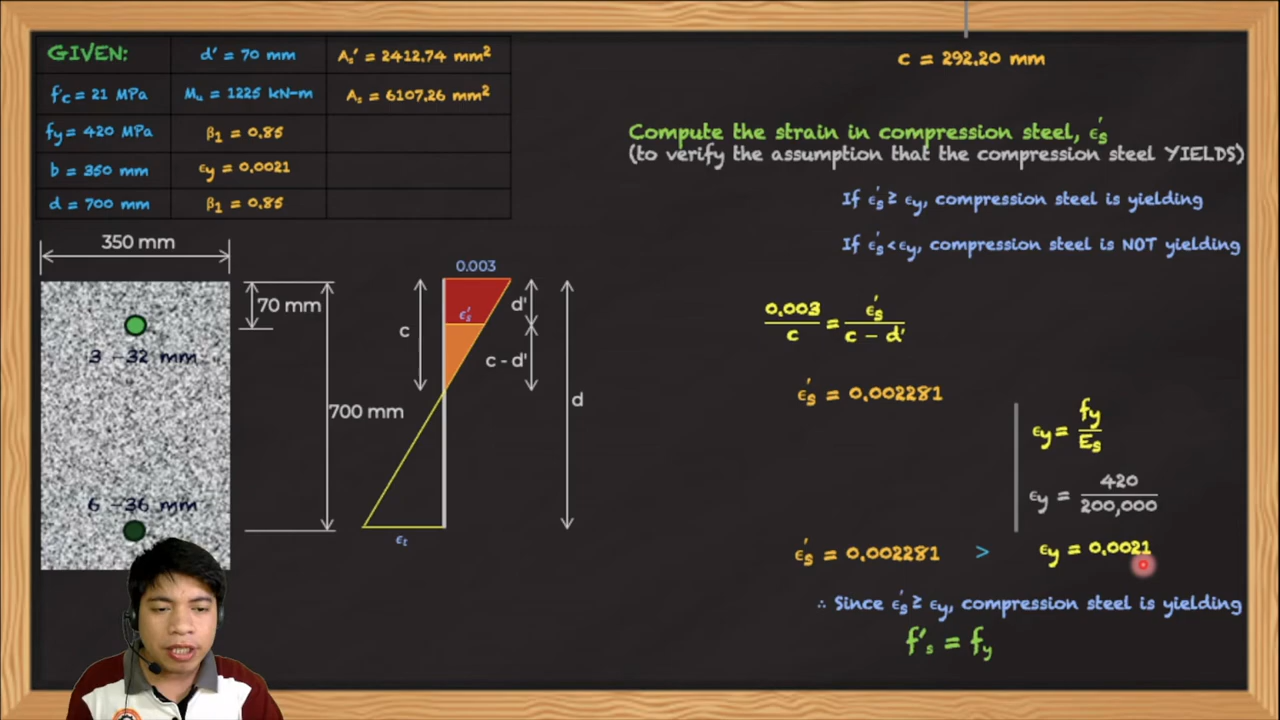 GIVEN:
d' = 70 mm
As' = 2412.74 mm²
f'c = 21 MPa
Mu = 1225 kN-m
As = 6107.26 mm²
fy = 420 MPa
β1 = 0.85
b = 350 mm
εy = 0.0021
d = 700 mm
β1 = 0.85
c = 292.20 mm
Compute the strain in compression steel, ε's
(to verify the assumption that the compression steel YIELDS)
If ε's ≥ εy, compression steel is yielding
If ε's < εy, compression steel is NOT yielding
350 mm
70 mm
3 -32 mm
700 mm
6 -36 mm
0.003
ε's
d'
c
c - d'
d
εt
0.003/c = ε's/(c - d')
ε's = 0.002281
εy = fy/Es
εy = 420/200,000
ε's = 0.002281 > εy = 0.0021
∴ Since ε's ≥ εy, compression steel is yielding
f's = fy